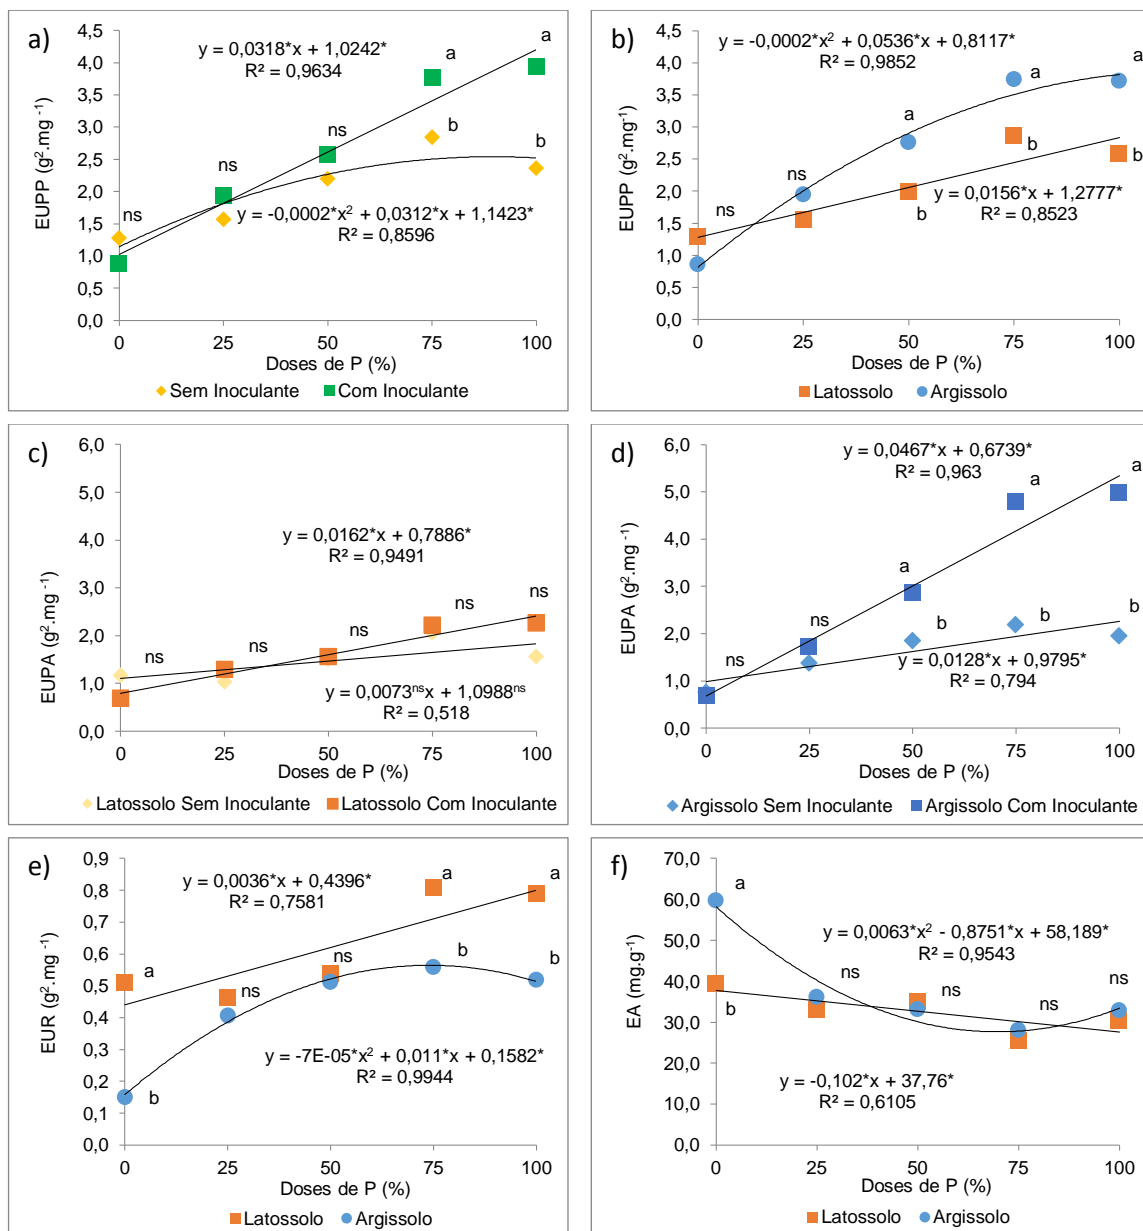 a)
y = 0,0318*x + 1,0242*
R² = 0,9634
a
a
b
b
ns
ns
ns
y = -0,0002*x² + 0,0312*x + 1,1423*
R² = 0,8596
EUPP (g².mg⁻¹)
4,5
4,0
3,5
3,0
2,5
2,0
1,5
1,0
0,5
0,0
0 25 50 75 100
Doses de P (%)
Sem Inoculante Com Inoculante
b)
y = -0,0002*x² + 0,0536*x + 0,8117*
R² = 0,9852
a
a
a
b
b
b
ns
ns
y = 0,0156*x + 1,2777*
R² = 0,8523
EUPP (g².mg⁻¹)
4,5
4,0
3,5
3,0
2,5
2,0
1,5
1,0
0,5
0,0
0 25 50 75 100
Doses de P (%)
Latossolo Argissolo
c)
y = 0,0162*x + 0,7886*
R² = 0,9491
ns
ns
ns
ns
ns
y = 0,0073ⁿˢx + 1,0988ⁿˢ
R² = 0,518
EUPA (g².mg⁻¹)
6,0
5,0
4,0
3,0
2,0
1,0
0,0
0 25 50 75 100
Doses de P (%)
Latossolo Sem Inoculante Latossolo Com Inoculante
d)
y = 0,0467*x + 0,6739*
R² = 0,963
a
a
a
b
b
b
ns
ns
y = 0,0128*x + 0,9795*
R² = 0,794
EUPA (g².mg⁻¹)
6,0
5,0
4,0
3,0
2,0
1,0
0,0
0 25 50 75 100
Doses de P (%)
Argissolo Sem Inoculante Argissolo Com Inoculante
e)
y = 0,0036*x + 0,4396*
R² = 0,7581
a
a
a
b
b
b
ns
ns
y = -7E-05*x² + 0,011*x + 0,1582*
R² = 0,9944
EUR (g².mg⁻¹)
0,9
0,8
0,7
0,6
0,5
0,4
0,3
0,2
0,1
0,0
0 25 50 75 100
Doses de P (%)
Latossolo Argissolo
f)
a
b
y = 0,0063*x² - 0,8751*x + 58,189*
R² = 0,9543
ns
ns
ns
ns
y = -0,102*x + 37,76*
R² = 0,6105
EA (mg.g⁻¹)
70,0
60,0
50,0
40,0
30,0
20,0
10,0
0,0
0 25 50 75 100
Doses de P (%)
Latossolo Argissolo